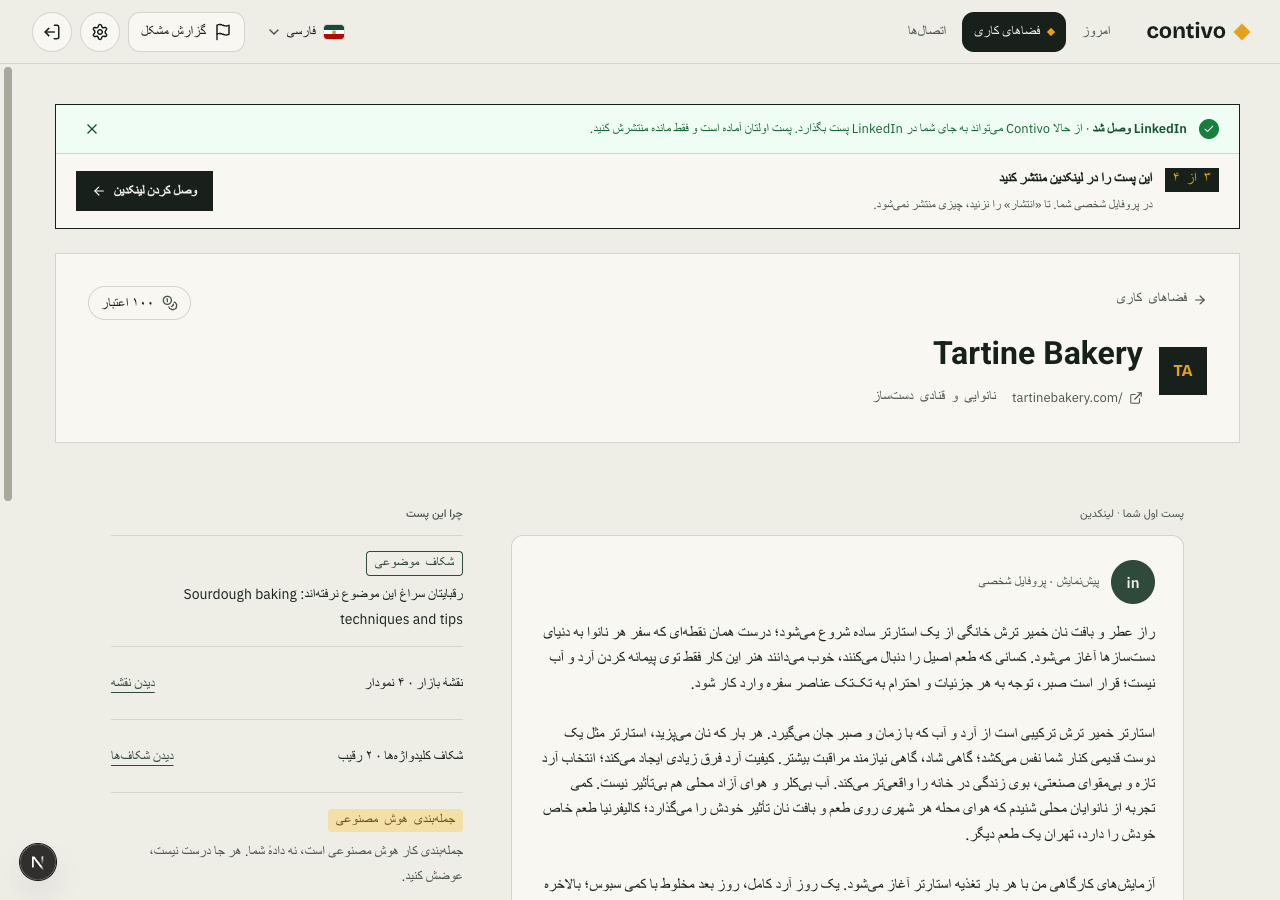 contivo
امروز
فضاهای کاری
اتصال‌ها
فارسی
گزارش مشکل
LinkedIn وصل شد · از حالا Contivo می‌تواند به جای شما در LinkedIn پست بگذارد. پست اولتان آماده است و فقط مانده منتشرش کنید.
۳ از ۴
این پست را در لینکدین منتشر کنید
در پروفایل شخصی شما. تا «انتشار» را نزنید، چیزی منتشر نمی‌شود.
وصل کردن لینکدین
فضاهای کاری
۱۰۰ اعتبار
TA
Tartine Bakery
tartinebakery.com/
نانوایی و قنادی دست‌ساز
پست اول شما · لینکدین
in
پیش‌نمایش · پروفایل شخصی
راز عطر و بافت نان خمیر ترش خانگی از یک استارتر ساده شروع می‌شود؛ درست همان نقطه‌ای که سفر هر نانوا به دنیای
دست‌سازها آغاز می‌شود. کسانی که طعم اصیل را دنبال می‌کنند، خوب می‌دانند هنر این کار فقط توی پیمانه کردن آرد و آب
نیست؛ قرار است صبر، توجه به هر جزئیات و احترام به تک‌تک عناصر سفره وارد کار شود.
استارتر خمیر ترش ترکیبی است از آرد و آب که با زمان و صبر جان می‌گیرد. هر بار که نان می‌پزید، استارتر مثل یک
دوست قدیمی کنار شما نفس می‌کشد؛ گاهی شاد، گاهی نیازمند مراقبت بیشتر. کیفیت آرد فرق زیادی ایجاد می‌کند؛ انتخاب آرد
تازه و بی‌مقوای صنعتی، بوی زندگی در خانه را واقعی‌تر می‌کند. آب بی‌کلر و هوای آزاد محلی هم بی‌تأثیر نیست. کمی
تجربه از نانوایان محلی شنیدم که هوای محله هر شهری روی طعم و بافت نان تأثیر خودش را می‌گذارد؛ کالیفرنیا طعم خاص
خودش را دارد، تهران یک طعم دیگر.
آزمایش‌های کارگاهی من با هر بار تغذیه استارتر آغاز می‌شود. یک روز آرد کامل، روز بعد مخلوط با کمی سبوس؛ بالاخره
چرا این پست
شکاف موضوعی
رقبایتان سراغ این موضوع نرفته‌اند: Sourdough baking
techniques and tips
نقشهٔ بازار · ۴ نمودار
دیدن نقشه
شکاف کلیدواژه‌ها · ۲ رقیب
دیدن شکاف‌ها
جمله‌بندی هوش مصنوعی
جمله‌بندی کار هوش مصنوعی است، نه دادهٔ شما. هر جا درست نیست،
عوضش کنید.
N